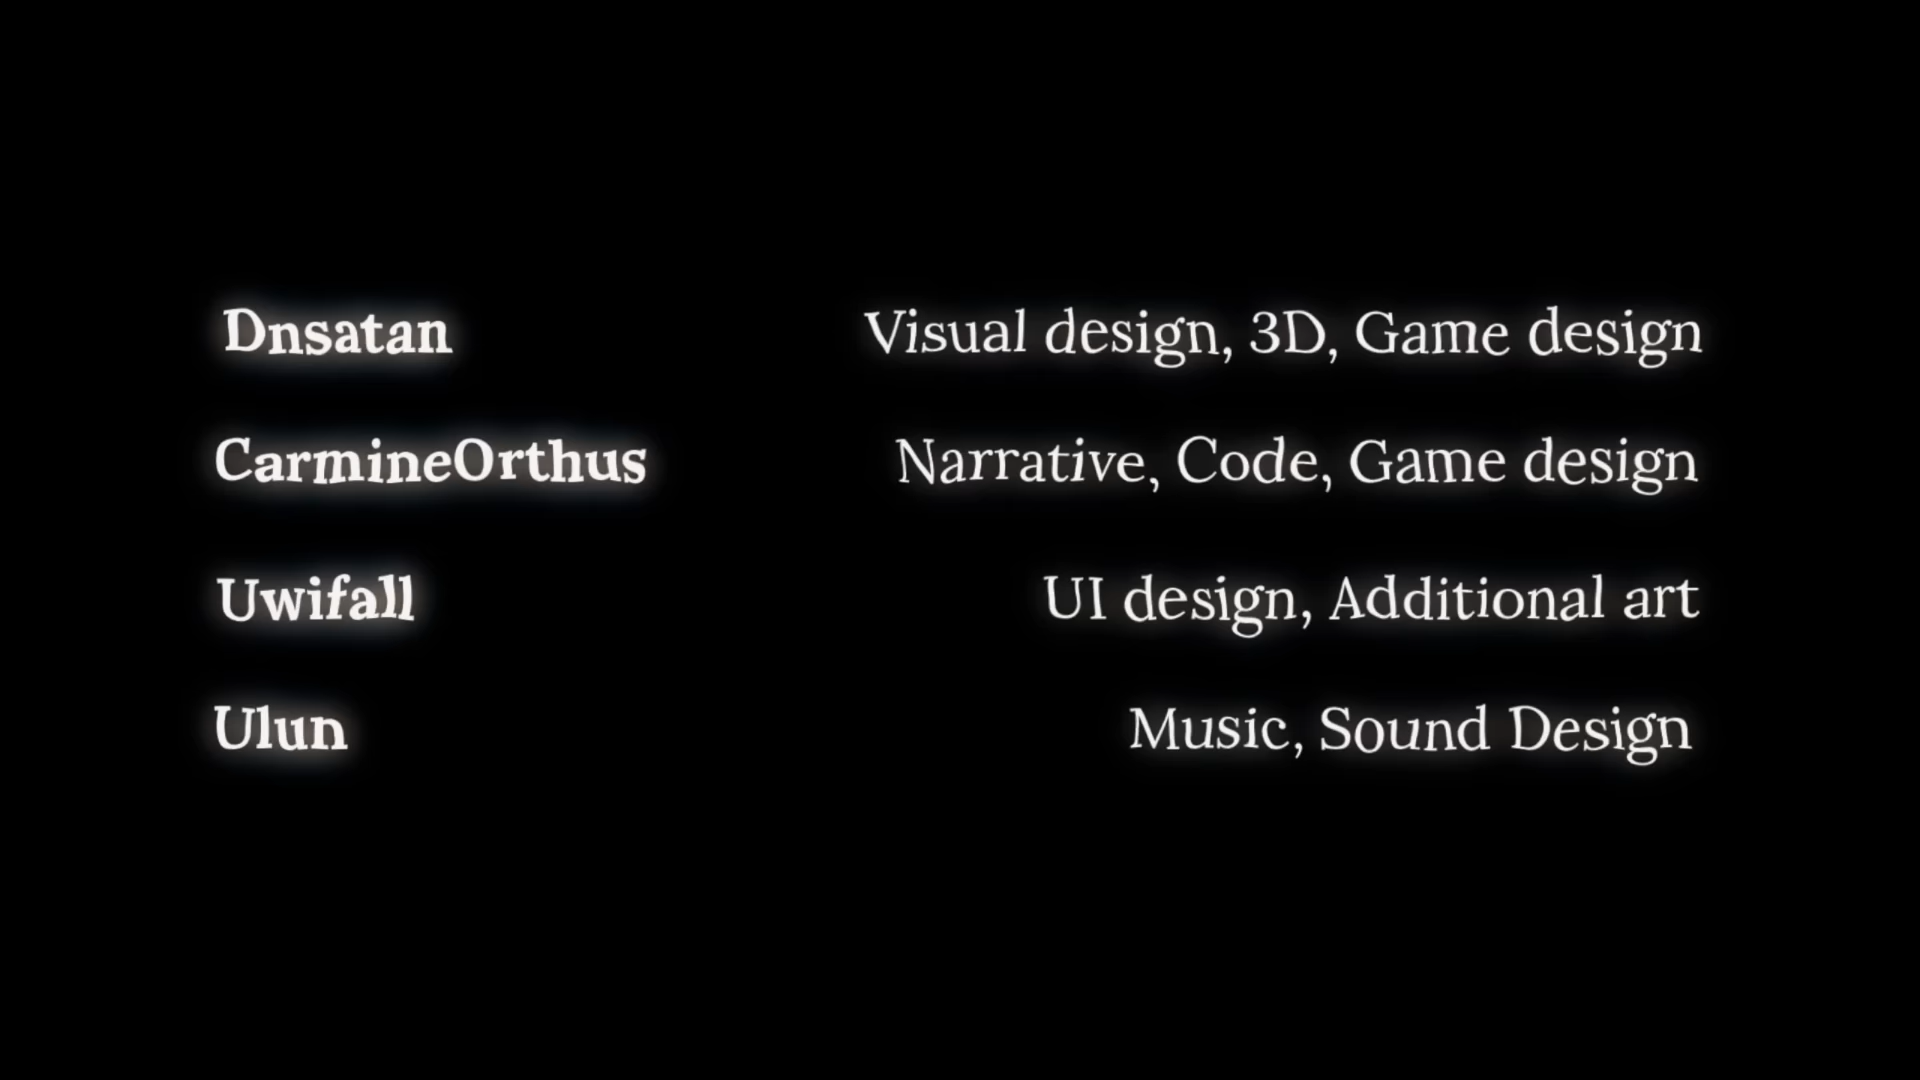 Dnsatan Visual design, 3D, Game design
CarmineOrthus Narrative, Code, Game design
Uwifall UI design, Additional art
Ulun Music, Sound Design